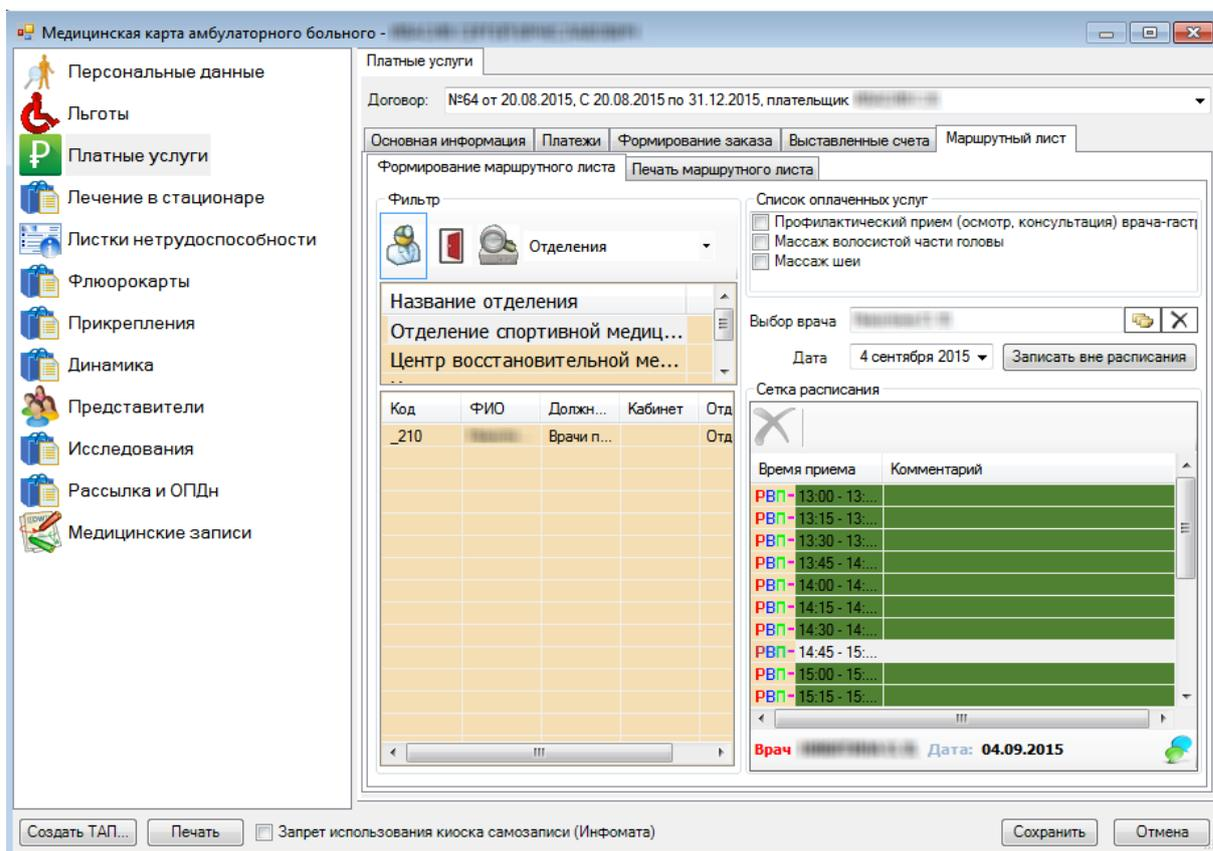 Медицинская карта амбулаторного больного -
Персональные данные
Льготы
Платные услуги
Лечение в стационаре
Листки нетрудоспособности
Флюорокарты
Прикрепления
Динамика
Представители
Исследования
Рассылка и ОПДн
Медицинские записи
Платные услуги
Договор: №64 от 20.08.2015, С 20.08.2015 по 31.12.2015, плательщик
Основная информация Платежи Формирование заказа Выставленные счета Маршрутный лист
Формирование маршрутного листа Печать маршрутного листа
Фильтр
Отделения
Название отделения
Отделение спортивной медиц...
Центр восстановительной ме...
Код ФИО Должн... Кабинет Отд
_210 Врачи п... Отд
Список оплаченных услуг
Профилактический прием (осмотр, консультация) врача-гаст
Массаж волосистой части головы
Массаж шеи
Выбор врача
Дата 4 сентября 2015 Записать вне расписания
Сетка расписания
Время приема Комментарий
РВП- 13:00 - 13:...
РВП- 13:15 - 13:...
РВП- 13:30 - 13:...
РВП- 13:45 - 14:...
РВП- 14:00 - 14:...
РВП- 14:15 - 14:...
РВП- 14:30 - 14:...
РВП- 14:45 - 15:...
РВП- 15:00 - 15:...
РВП- 15:15 - 15:...
Врач Дата: 04.09.2015
Создать ТАП... Печать Запрет использования киоска самозаписи (Инфомата) Сохранить Отмена